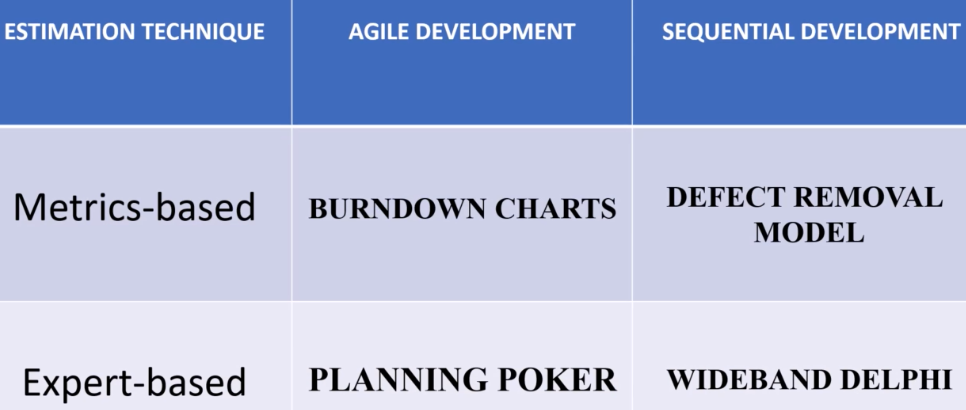 ESTIMATION TECHNIQUE
AGILE DEVELOPMENT
SEQUENTIAL DEVELOPMENT
Metrics-based
BURNDOWN CHARTS
DEFECT REMOVAL
MODEL
Expert-based
PLANNING POKER
WIDEBAND DELPHI